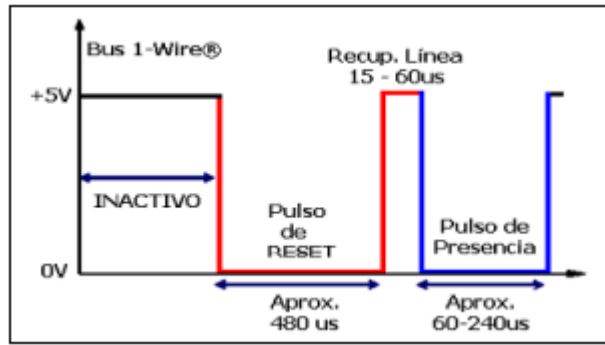 Bus 1-Wire®
Recup. Línea
15 - 60us
+5V
INACTIVO
Pulso
de
RESET
Pulso de
Presencia
0V
Aprox.
480 us
Aprox.
60-240us